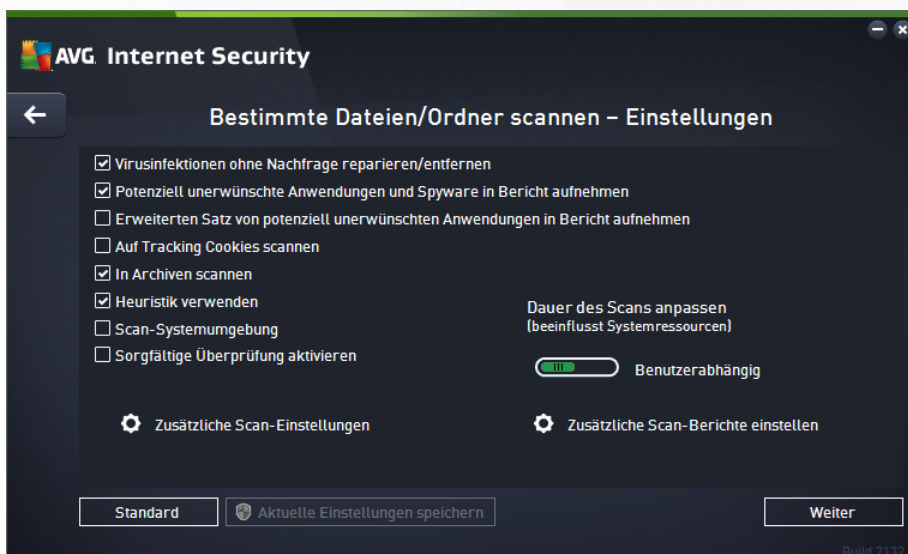 AVG. Internet Security
Bestimmte Dateien/Ordner scannen – Einstellungen
Virusinfektionen ohne Nachfrage reparieren/entfernen
Potenziell unerwünschte Anwendungen und Spyware in Bericht aufnehmen
Erweiterten Satz von potenziell unerwünschten Anwendungen in Bericht aufnehmen
Auf Tracking Cookies scannen
In Archiven scannen
Heuristik verwenden
Scan-Systemumgebung
Sorgfältige Überprüfung aktivieren
Dauer des Scans anpassen
(beeinflusst Systemressourcen)
Benutzerabhängig
Zusätzliche Scan-Einstellungen
Zusätzliche Scan-Berichte einstellen
Standard
Aktuelle Einstellungen speichern
Weiter
Build 7132